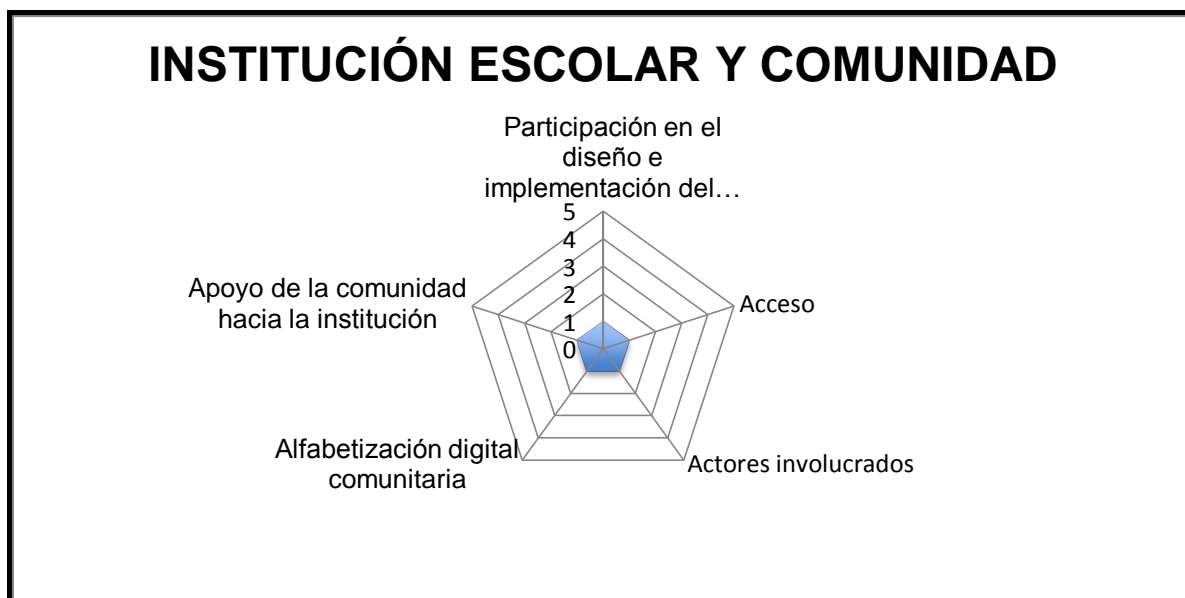 INSTITUCIÓN ESCOLAR Y COMUNIDAD
Participación en el
diseño e
implementación del…
5
4
3
2
1
0
Acceso
Actores involucrados
Alfabetización digital
comunitaria
Apoyo de la comunidad
hacia la institución